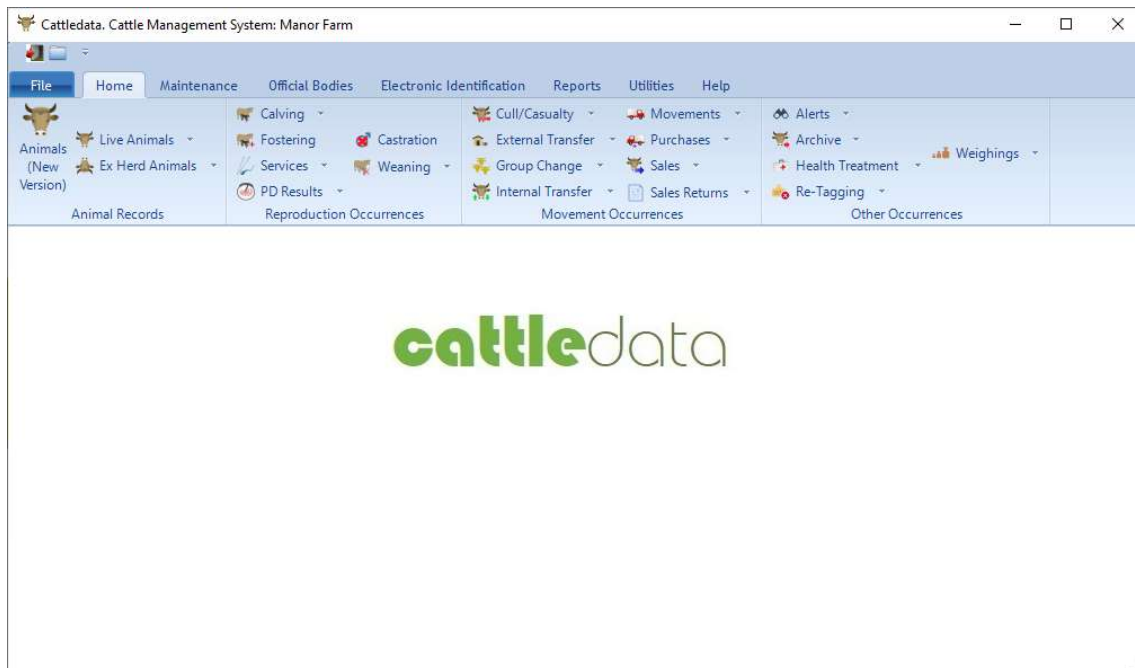 Cattledata. Cattle Management System: Manor Farm
File Home Maintenance Official Bodies Electronic Identification Reports Utilities Help
Animals
(New
Version)
Live Animals
Ex Herd Animals
Animal Records
Calving
Fostering
Services
PD Results
Castration
Weaning
Reproduction Occurrences
Cull/Casualty
External Transfer
Group Change
Internal Transfer
Movements
Purchases
Sales
Sales Returns
Movement Occurrences
Alerts
Archive
Health Treatment
Re-Tagging
Weighings
Other Occurrences
cattledata